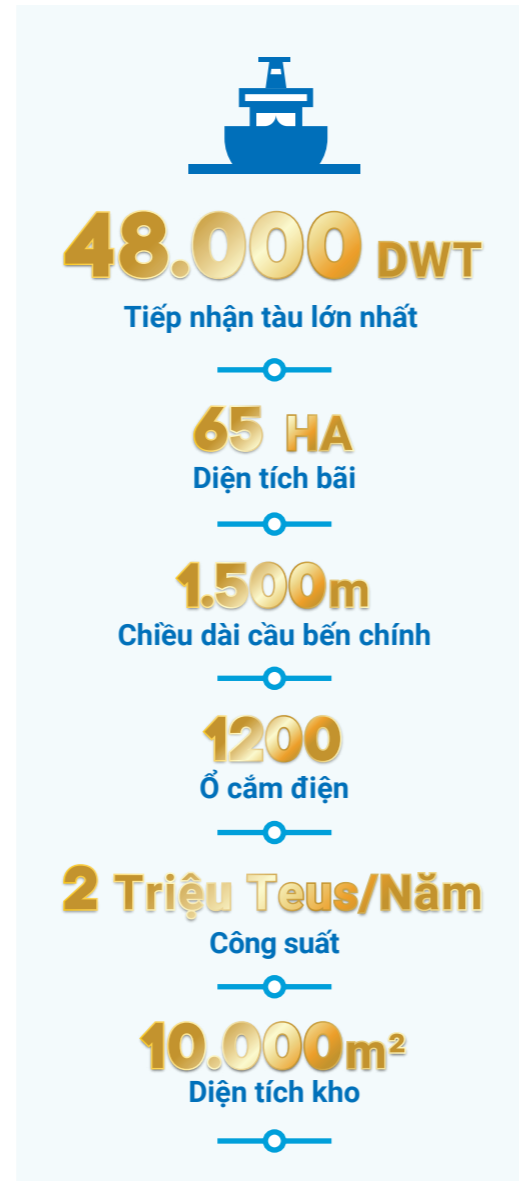 48.000 DWT
Tiếp nhận tàu lớn nhất
65 HA
Diện tích bãi
1.500m
Chiều dài cầu bến chính
1200
Ổ cắm điện
2 Triệu Teus/Năm
Công suất
10.000m²
Diện tích kho